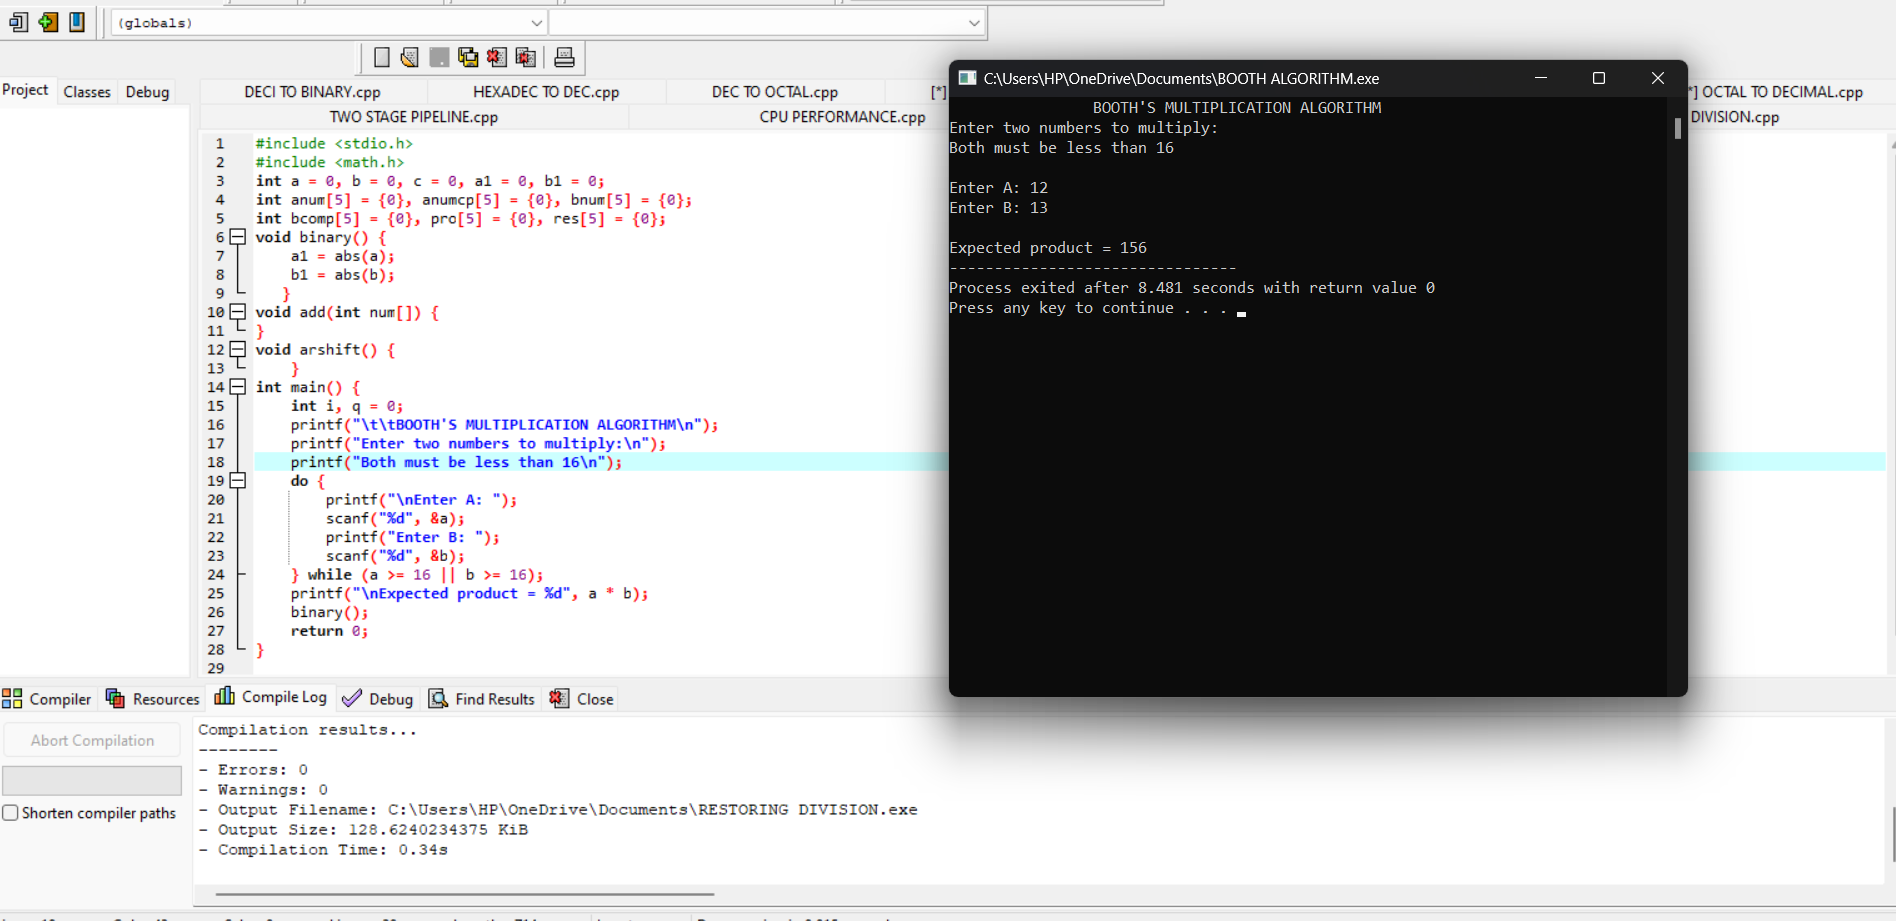 (globals)
Project Classes Debug
DECI TO BINARY.cpp HEXADEC TO DEC.cpp DEC TO OCTAL.cpp [*] *] OCTAL TO DECIMAL.cpp
TWO STAGE PIPELINE.cpp CPU PERFORMANCE.cpp DIVISION.cpp
1 #include <stdio.h>
2 #include <math.h>
3 int a = 0, b = 0, c = 0, a1 = 0, b1 = 0;
4 int anum[5] = {0}, anumcp[5] = {0}, bnum[5] = {0};
5 int bcomp[5] = {0}, pro[5] = {0}, res[5] = {0};
6 void binary() {
7 a1 = abs(a);
8 b1 = abs(b);
9 }
10 void add(int num[]) {
11 }
12 void arshift() {
13 }
14 int main() {
15 int i, q = 0;
16 printf("\t\tBOOTH'S MULTIPLICATION ALGORITHM\n");
17 printf("Enter two numbers to multiply:\n");
18 printf("Both must be less than 16\n");
19 do {
20 printf("\nEnter A: ");
21 scanf("%d", &a);
22 printf("Enter B: ");
23 scanf("%d", &b);
24 } while (a >= 16 || b >= 16);
25 printf("\nExpected product = %d", a * b);
26 binary();
27 return 0;
28 }
29
C:\Users\HP\OneDrive\Documents\BOOTH ALGORITHM.exe
BOOTH'S MULTIPLICATION ALGORITHM
Enter two numbers to multiply:
Both must be less than 16
Enter A: 12
Enter B: 13
Expected product = 156
--------------------------------
Process exited after 8.481 seconds with return value 0
Press any key to continue . . .
Compiler Resources Compile Log Debug Find Results Close
Abort Compilation
Shorten compiler paths
Compilation results...
--------
- Errors: 0
- Warnings: 0
- Output Filename: C:\Users\HP\OneDrive\Documents\RESTORING DIVISION.exe
- Output Size: 128.6240234375 KiB
- Compilation Time: 0.34s